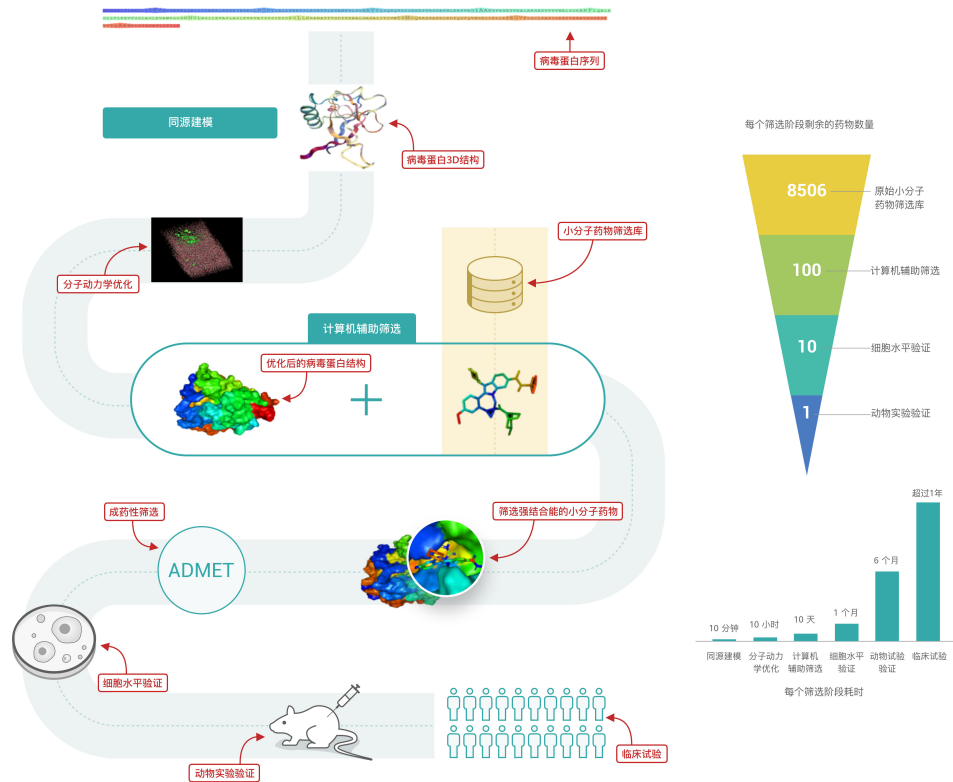 病毒蛋白序列
同源建模
病毒蛋白3D结构
分子动力学优化
小分子药物筛选库
计算机辅助筛选
优化后的病毒蛋白结构
成药性筛选
ADMET
筛选强结合能的小分子药物
细胞水平验证
动物实验验证
临床试验
每个筛选阶段剩余的药物数量
8506
原始小分子
药物筛选库
100
计算机辅助筛选
10
细胞水平验证
1
动物实验验证
10 分钟
10 小时
10 天
1 个月
6 个月
超过1年
同源建模
分子动力
学优化
计算机
辅助筛选
细胞水平
验证
动物试验
验证
临床试验
每个筛选阶段耗时